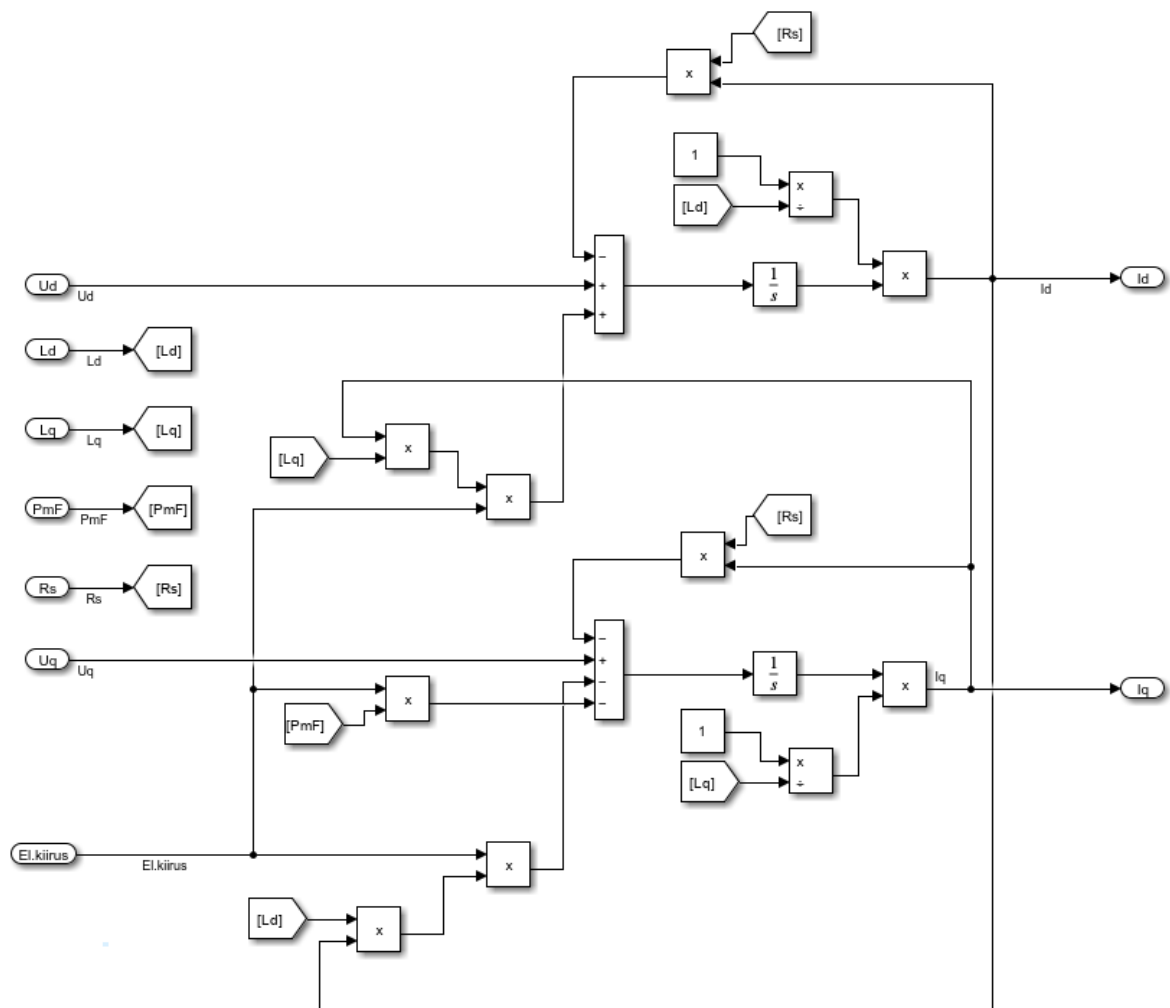 [Rs]
x
1
x
÷
[Ld]
−
x
Ud
Ud
+
1
s
Id
Id
+
Ld
Ld
[Ld]
Lq
Lq
[Lq]
[Lq]
x
x
PmF
PmF
[PmF]
[Rs]
x
Rs
Rs
[Rs]
−
Uq
Uq
+
1
s
Iq
−
x
Iq
x
−
[PmF]
1
x
÷
[Lq]
El.kiirus
El.kiirus
x
[Ld]
x